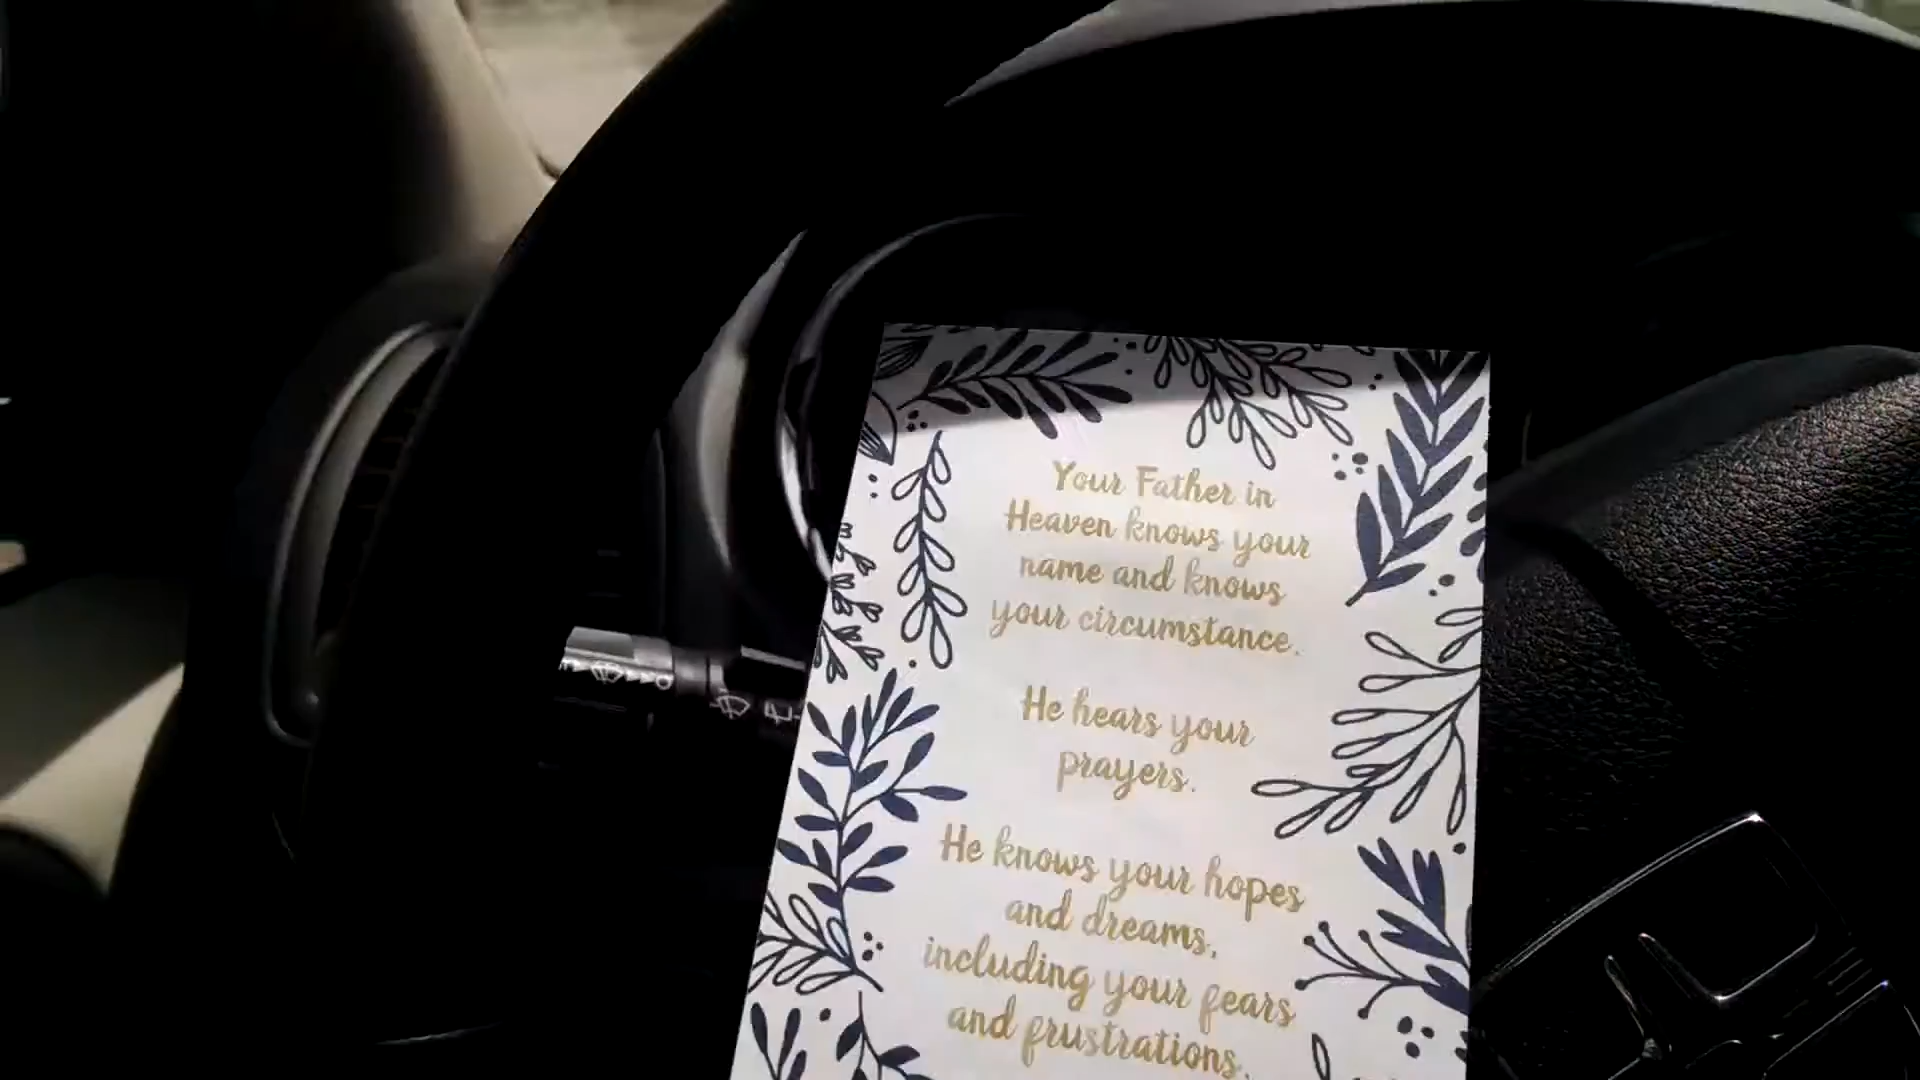 Your Father in
Heaven knows your
name and knows
your circumstance.
He hears your
prayers.
He knows your hopes
and dreams,
including your fears
and frustrations.